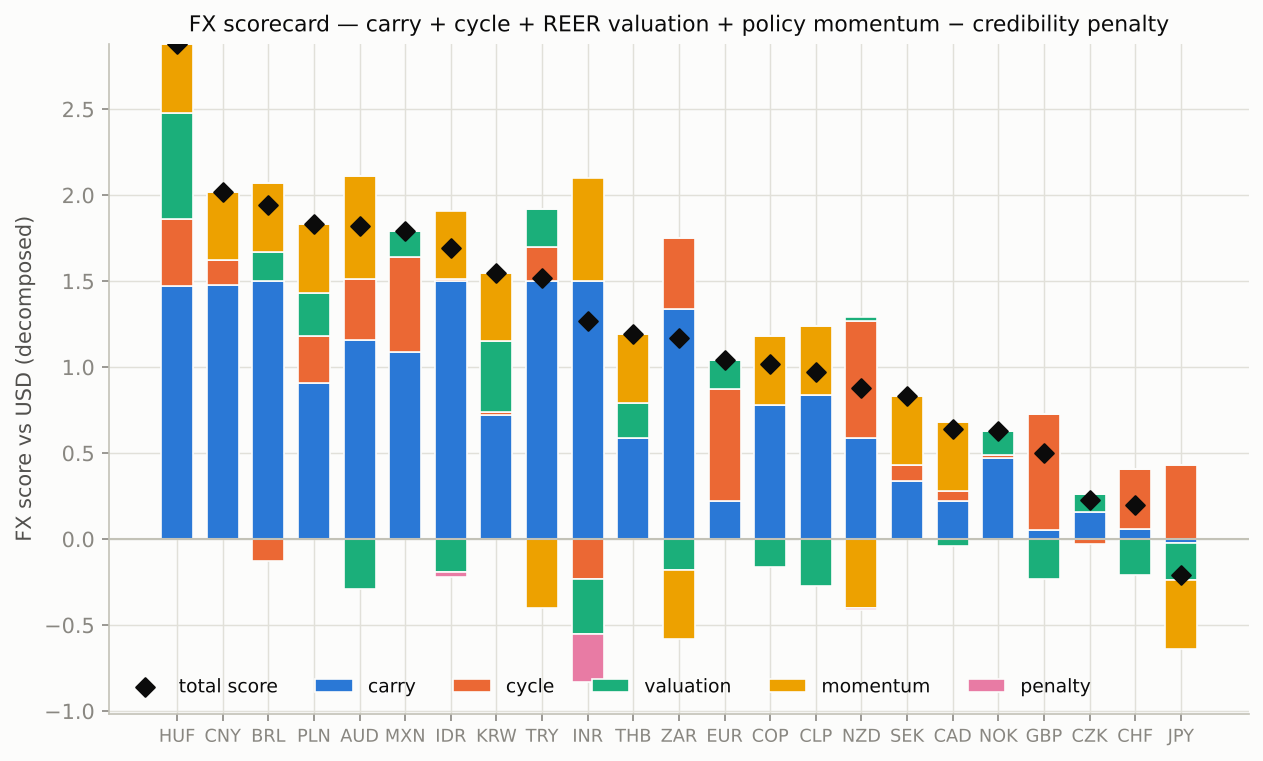 FX scorecard — carry + cycle + REER valuation + policy momentum − credibility penalty
FX score vs USD (decomposed)
2.5
2.0
1.5
1.0
0.5
0.0
−0.5
−1.0
total score carry cycle valuation momentum penalty
HUF CNY BRL PLN AUD MXN IDR KRW TRY INR THB ZAR EUR COP CLP NZD SEK CAD NOK GBP CZK CHF JPY